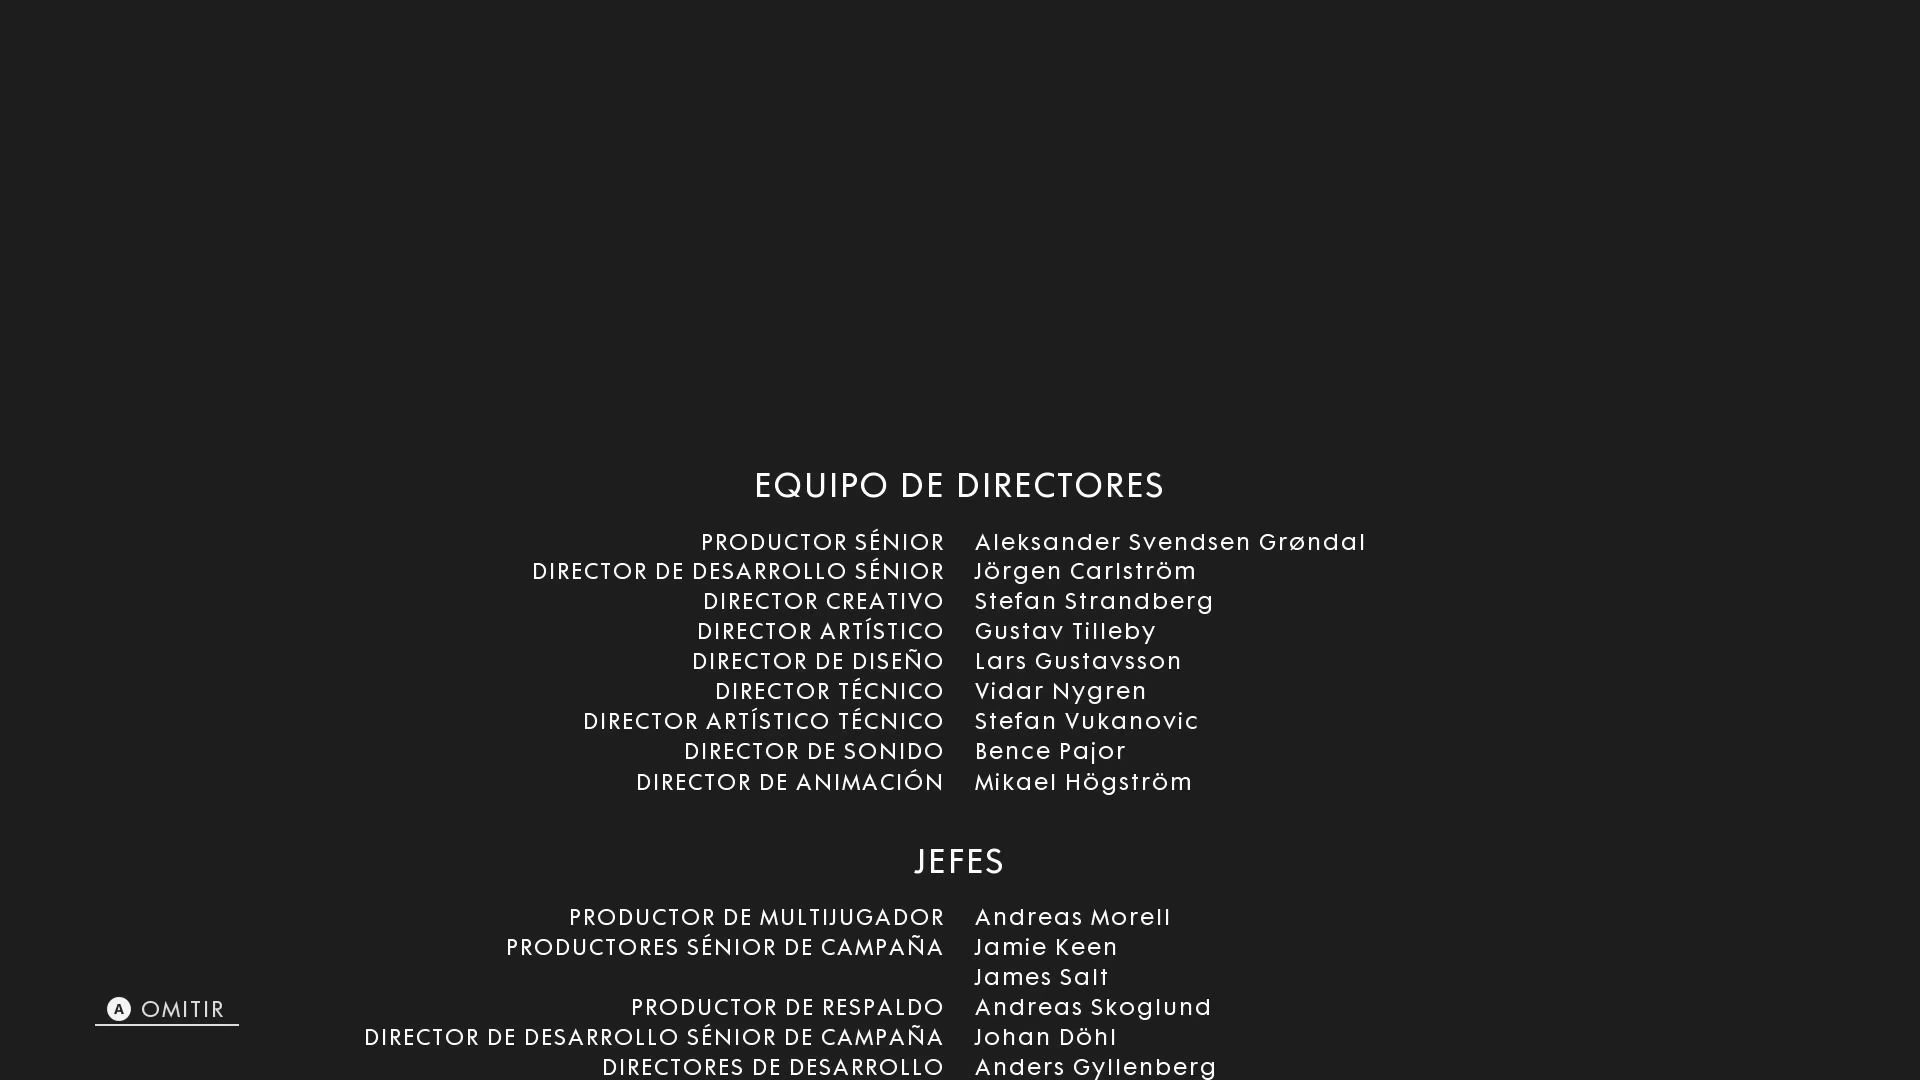 EQUIPO DE DIRECTORES
PRODUCTOR SÉNIOR Aleksander Svendsen Grøndal
DIRECTOR DE DESARROLLO SÉNIOR Jörgen Carlström
DIRECTOR CREATIVO Stefan Strandberg
DIRECTOR ARTÍSTICO Gustav Tilleby
DIRECTOR DE DISEÑO Lars Gustavsson
DIRECTOR TÉCNICO Vidar Nygren
DIRECTOR ARTÍSTICO TÉCNICO Stefan Vukanovic
DIRECTOR DE SONIDO Bence Pajor
DIRECTOR DE ANIMACIÓN Mikael Högström
JEFES
PRODUCTOR DE MULTIJUGADOR Andreas Morell
PRODUCTORES SÉNIOR DE CAMPAÑA Jamie Keen
James Salt
PRODUCTOR DE RESPALDO Andreas Skoglund
DIRECTOR DE DESARROLLO SÉNIOR DE CAMPAÑA Johan Döhl
DIRECTORES DE DESARROLLO Anders Gyllenberg
A OMITIR